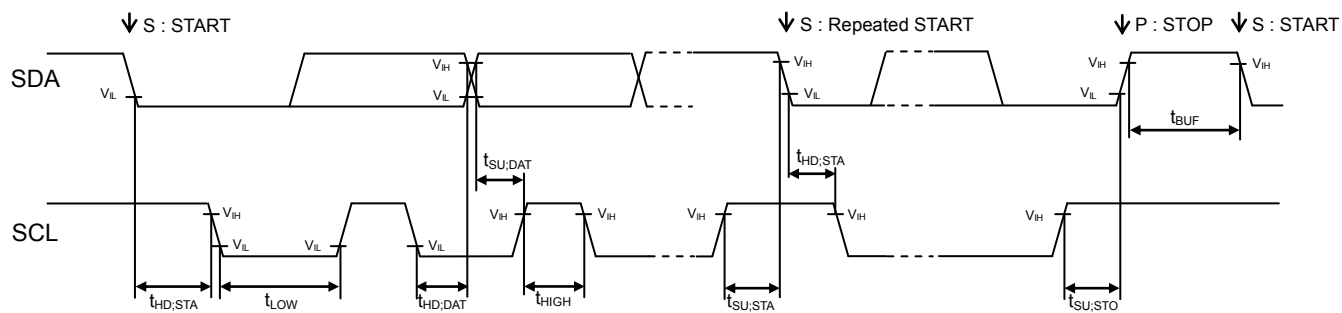 S : START
S : Repeated START
P : STOP
S : START
SDA
VIH
VIL
VIH
VIL
VIH
VIL
VIH
VIL
VIH
tBUF
tSU;DAT
tHD;STA
SCL
VIH
VIL
VIL
VIL
VIH
VIH
VIH
VIH
VIH
tHD;STA
tLOW
tHD;DAT
tHIGH
tSU;STA
tSU;STO